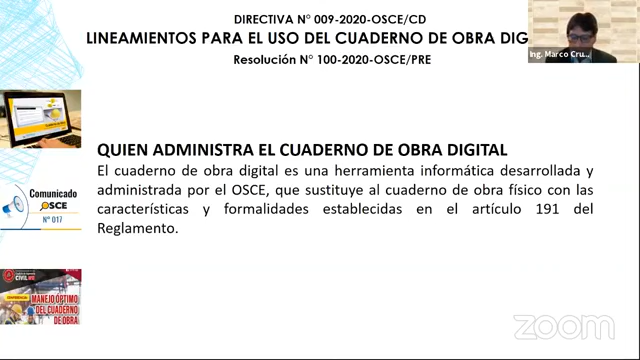 DIRECTIVA N° 009-2020-OSCE/CD
LINEAMIENTOS PARA EL USO DEL CUADERNO DE OBRA DIG
Resolución N° 100-2020-OSCE/PRE
Ing. Marco Cru...
QUIEN ADMINISTRA EL CUADERNO DE OBRA DIGITAL
El cuaderno de obra digital es una herramienta informática desarrollada y
administrada por el OSCE, que sustituye al cuaderno de obra físico con las
características y formalidades establecidas en el artículo 191 del
Reglamento.
Comunicado
OSCE
N° 017
CIVIL
MANEJO ÓPTIMO
DEL CUADERNO
DE OBRA
zoom